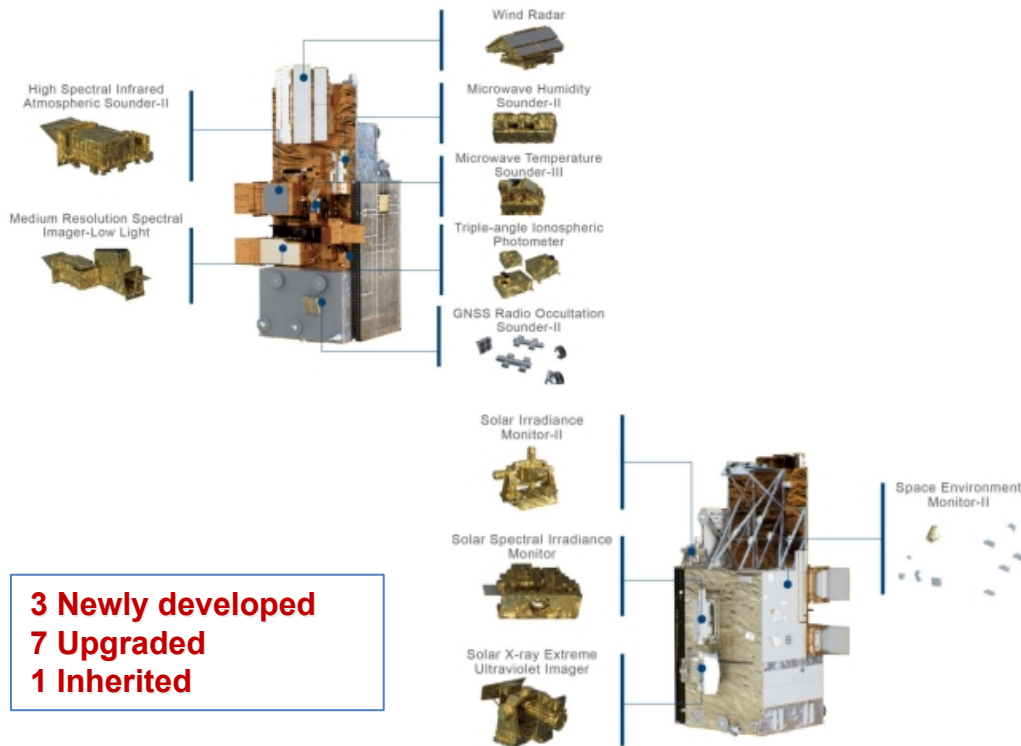 Wind Radar
High Spectral Infrared
Atmospheric Sounder-II
Microwave Humidity
Sounder-II
Microwave Temperature
Sounder-III
Medium Resolution Spectral
Imager-Low Light
Triple-angle Ionospheric
Photometer
GNSS Radio Occultation
Sounder-II
Solar Irradiance
Monitor-II
Space Environment
Monitor-II
Solar Spectral Irradiance
Monitor
Solar X-ray Extreme
Ultraviolet Imager
3 Newly developed
7 Upgraded
1 Inherited